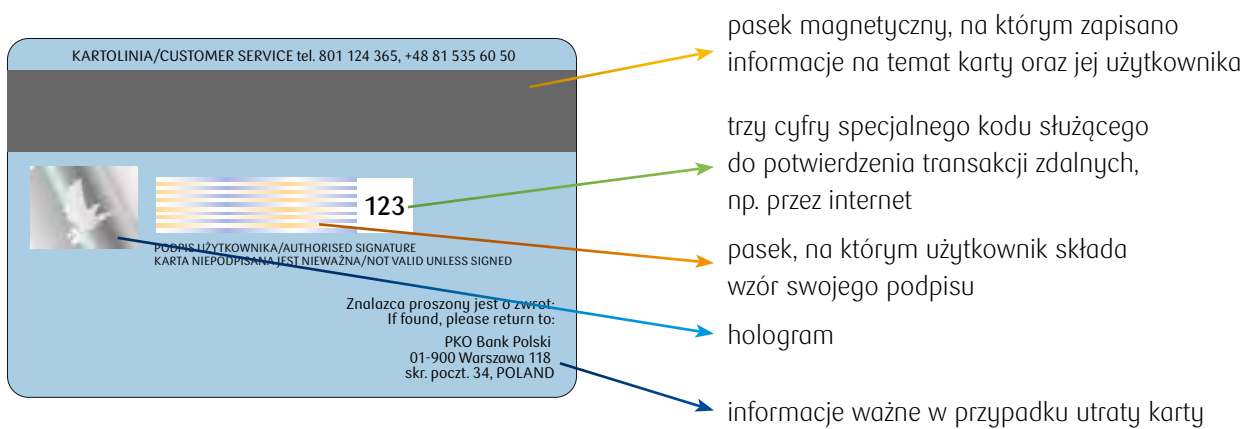 KARTOLINIA/CUSTOMER SERVICE tel. 801 124 365, +48 81 535 60 50
123
PODPIS UŻYTKOWNIKA/AUTHORISED SIGNATURE
KARTA NIEPODPISANA JEST NIEWAŻNA/NOT VALID UNLESS SIGNED
Znalazca proszony jest o zwrot:
If found, please return to:
PKO Bank Polski
01-900 Warszawa 118
skr. poczt. 34, POLAND
pasek magnetyczny, na którym zapisano
informacje na temat karty oraz jej użytkownika
trzy cyfry specjalnego kodu służącego
do potwierdzenia transakcji zdalnych,
np. przez internet
pasek, na którym użytkownik składa
wzór swojego podpisu
hologram
informacje ważne w przypadku utraty karty